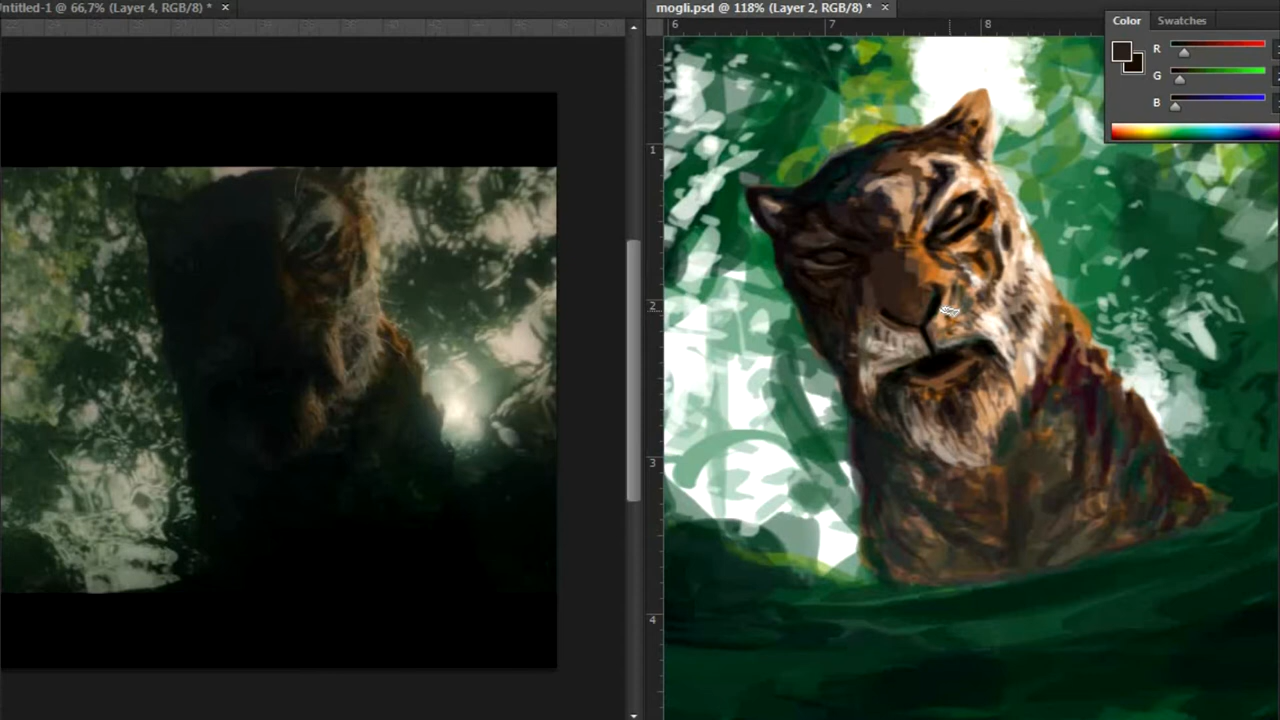 ntitled-1 @ 66,7% (Layer 4, RGB/8) * ×
mogli.psd @ 118% (Layer 2, RGB/8) * ×
6 7 8
1
2
3
4
Color Swatches
R
G
B